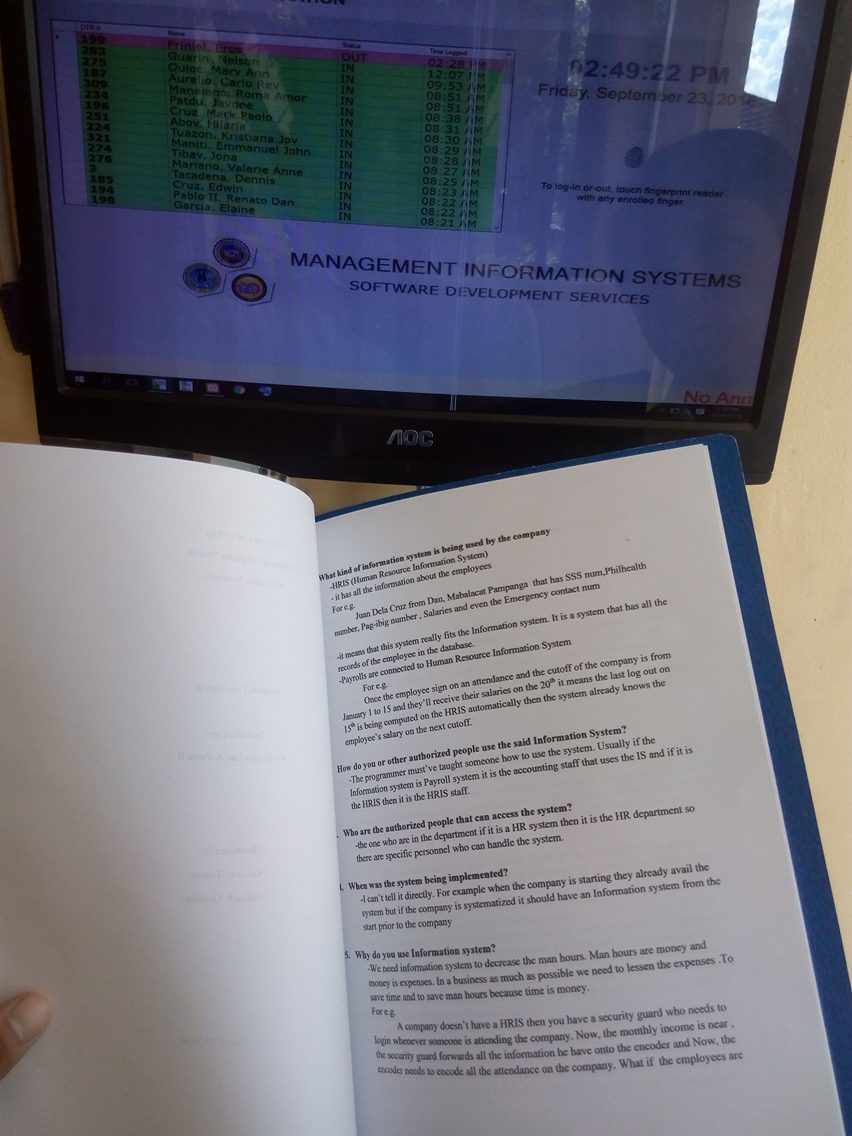 DTR # Name Status Time Logged
199 Priniel, Eros OUT 02:28 PM
283 Guarin, Nelson IN 12:07 PM
275 Mary Ann IN 09:53 AM
187 Aurelio, Carlo Rey IN 08:51 AM
309 Roma Amor IN 08:51 AM
234 Patdu, Jayvee IN 08:38 AM
196 Cruz, Mark Paolo IN 08:31 AM
251 Abov, Hilaria IN 08:30 AM
224 Tuazon, Kristiana Joy IN 08:29 AM
321 Maniti, Emmanuel John IN 08:28 AM
274 Tibay, Jona IN 08:27 AM
276 Mariano, Valerie Anne IN 08:25 AM
3 Tacadena, Dennis IN 08:23 AM
185 Cruz, Edwin IN 08:22 AM
194 Pablo II, Renato Dan IN 08:22 AM
198 Garcia, Elaine IN 08:21 AM
02:49:22 PM
Friday, September 23, 2016
To log-in or-out, touch fingerprint reader
with any enrolled finger.
MANAGEMENT INFORMATION SYSTEMS
SOFTWARE DEVELOPMENT SERVICES
No Ann
AOC
What kind of information system is being used by the company
-HRIS (Human Resource Information System)
- it has all the information about the employees
For e.g.
Juan Dela Cruz from Dau, Mabalacat Pampanga that has SSS num,Philhealth
number, Pag-ibig number , Salaries and even the Emergency contact num
-it means that this system really fits the Information system. It is a system that has all the
records of the employee in the database.
-Payrolls are connected to Human Resource Information System
For e.g.
Once the employee sign on an attendance and the cutoff of the company is from
January 1 to 15 and they'll receive their salaries on the 20th it means the last log out on
15th is being computed on the HRIS automatically then the system already knows the
employee's salary on the next cutoff.
How do you or other authorized people use the said Information System?
-The programmer must've taught someone how to use the system. Usually if the
Information system is Payroll system it is the accounting staff that uses the IS and if it is
the HRIS then it is the HRIS staff.
. Who are the authorized people that can access the system?
-the one who are in the department if it is a HR system then it is the HR department so
there are specific personnel who can handle the system.
. When was the system being implemented?
-I can't tell it directly. For example when the company is starting they already avail the
system but if the company is systematized it should have an Information system from the
start prior to the company
5. Why do you use Information system?
-We need information system to decrease the man hours. Man hours are money and
money is expenses. In a business as much as possible we need to lessen the expenses .To
save time and to save man hours because time is money.
For e.g.
A company doesn't have a HRIS then you have a security guard who needs to
login whenever someone is attending the company. Now, the monthly income is near ,
the security guard forwards all the information he have onto the encoder and Now, the
encoder needs to encode all the attendance on the company. What if the employees are